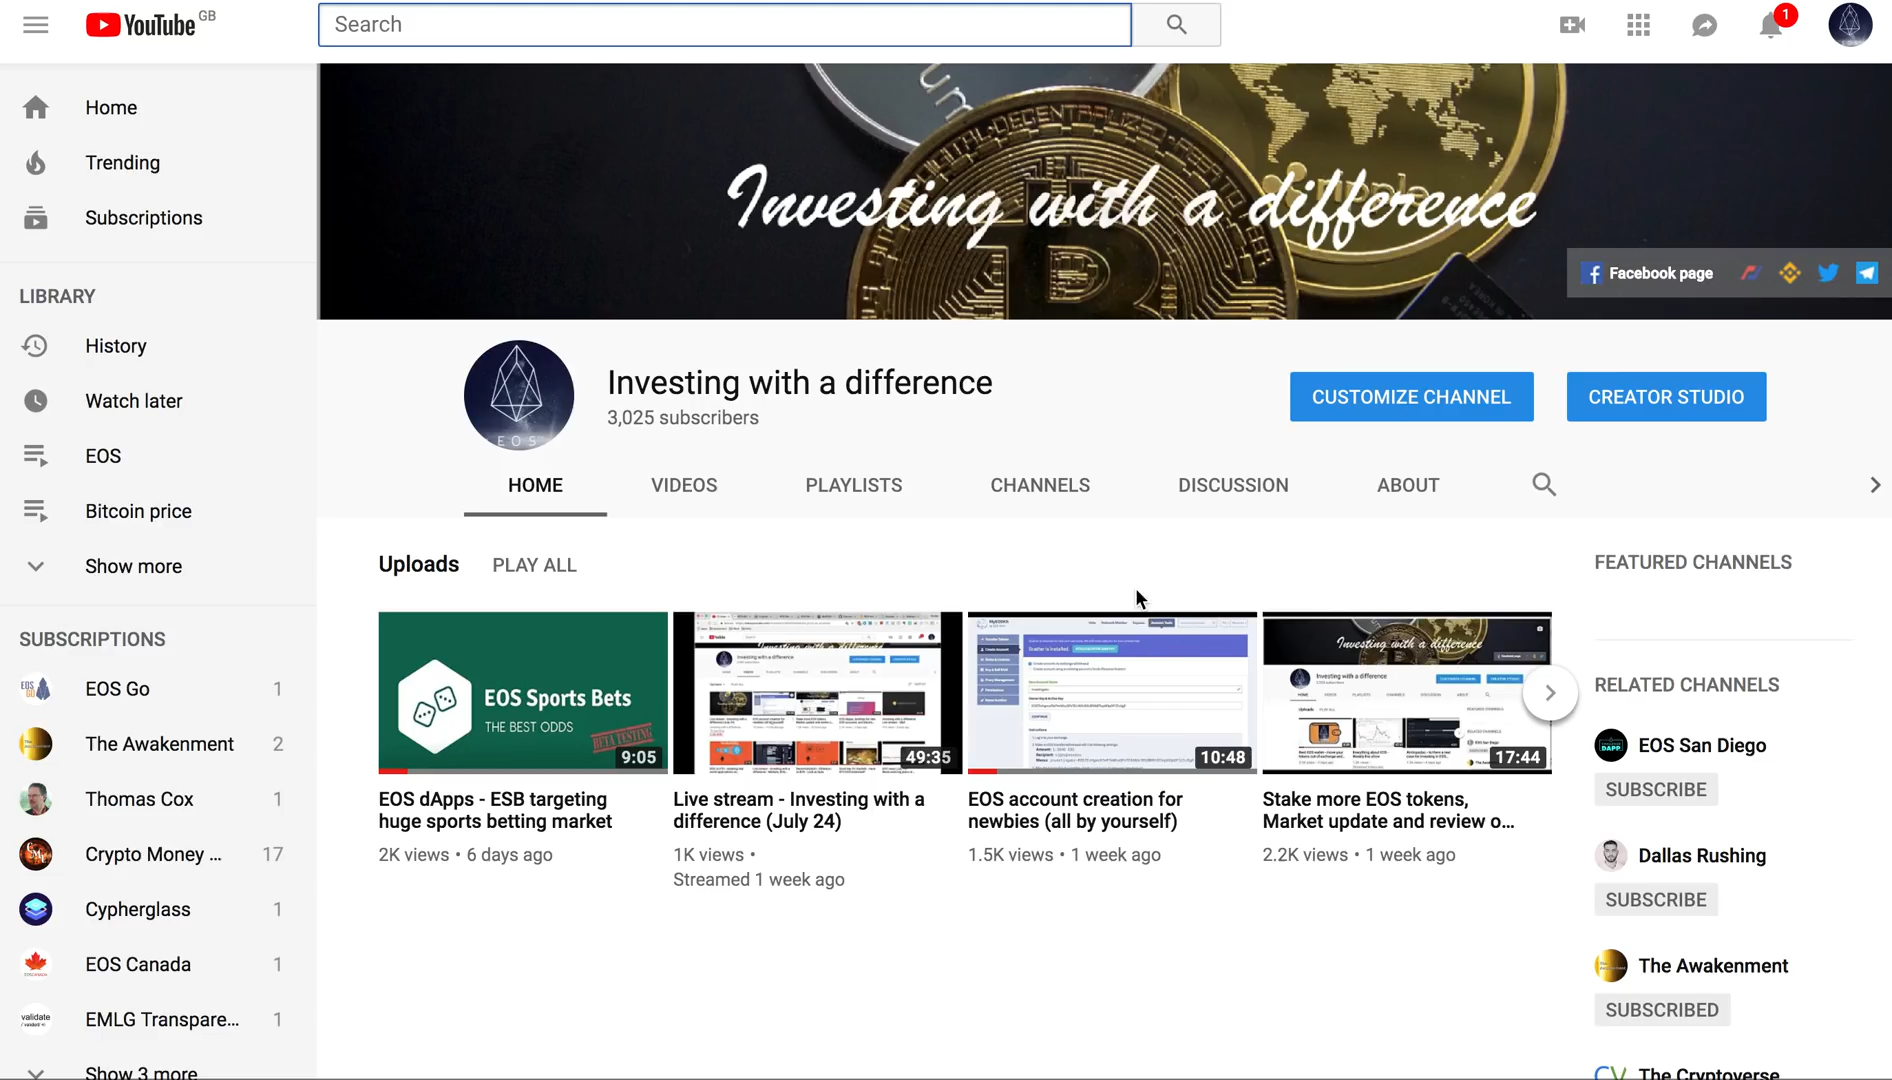 YouTube GB
Search
1
Home
Trending
Subscriptions
LIBRARY
History
Watch later
EOS
Bitcoin price
Show more
SUBSCRIPTIONS
EOS Go 1
The Awakenment 2
Thomas Cox 1
Crypto Money ... 17
Cypherglass 1
EOS Canada 1
validate
EMLG Transpare... 1
Show 3 more
Investing with a difference
Facebook page
EOS
Investing with a difference
3,025 subscribers
CUSTOMIZE CHANNEL
CREATOR STUDIO
HOME
VIDEOS
PLAYLISTS
CHANNELS
DISCUSSION
ABOUT
Uploads
PLAY ALL
EOS Sports Bets
THE BEST ODDS
BETA TESTING
9:05
EOS dApps - ESB targeting
huge sports betting market
2K views • 6 days ago
49:35
Live stream - Investing with a
difference (July 24)
1K views •
Streamed 1 week ago
10:48
EOS account creation for
newbies (all by yourself)
1.5K views • 1 week ago
Investing with a difference
17:44
Stake more EOS tokens,
Market update and review o...
2.2K views • 1 week ago
FEATURED CHANNELS
RELATED CHANNELS
EOS San Diego
SUBSCRIBE
Dallas Rushing
SUBSCRIBE
The Awakenment
SUBSCRIBED
The Cryptoverse